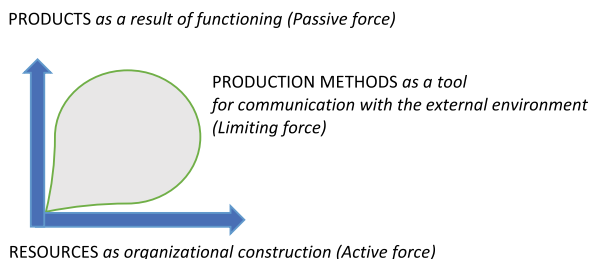 PRODUCTS as a result of functioning (Passive force)
PRODUCTION METHODS as a tool
for communication with the external environment
(Limiting force)
RESOURCES as organizational construction (Active force)